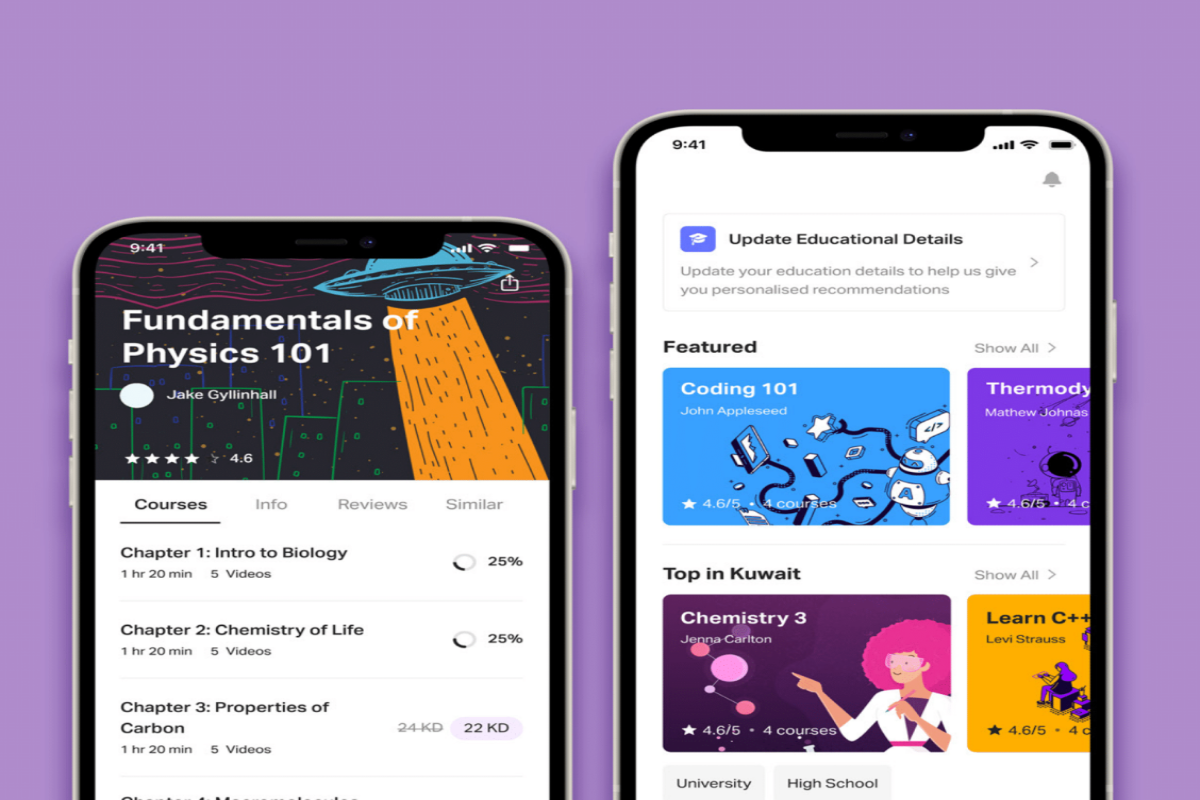 9:41
Fundamentals of
Physics 101
Jake Gyllinhall
4.6
Courses Info Reviews Similar
Chapter 1: Intro to Biology
1 hr 20 min 5 Videos
25%
Chapter 2: Chemistry of Life
1 hr 20 min 5 Videos
25%
Chapter 3: Properties of
Carbon
24 KD 22 KD
1 hr 20 min 5 Videos
Chapter 4: Macromolecules
9:41
Update Educational Details
Update your education details to help us give
you personalised recommendations
Featured Show All
Coding 101
John Appleseed
</>
A
4.6/5 • 4 courses
Thermody
Mathew Johnas
4.6/5 • 4 c
Top in Kuwait Show All
Chemistry 3
Jenna Carlton
4.6/5 • 4 courses
Learn C++
Levi Strauss
4.6/5 • 4 c
University High School